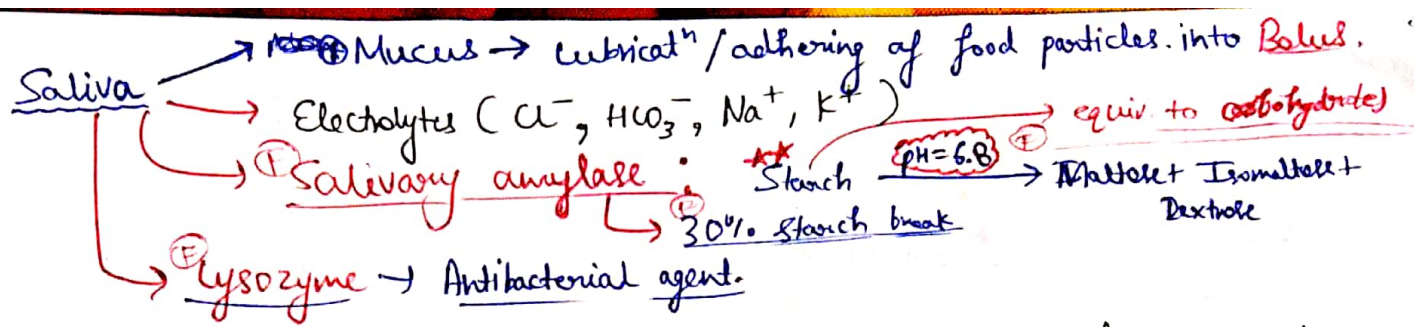 Mucus → Lubricatⁿ / adhering of food particles. into Bolus.
Saliva
Electrolytes ( Cl⁻, HCO₃⁻, Na⁺, K⁺ )
equiv. to carbohydrates)
Salivary amylase : ★★ Starch pH=6.8 → Maltose + Isomaltose +
Dextrose
30% Starch break
Lysozyme → Antibacterial agent.